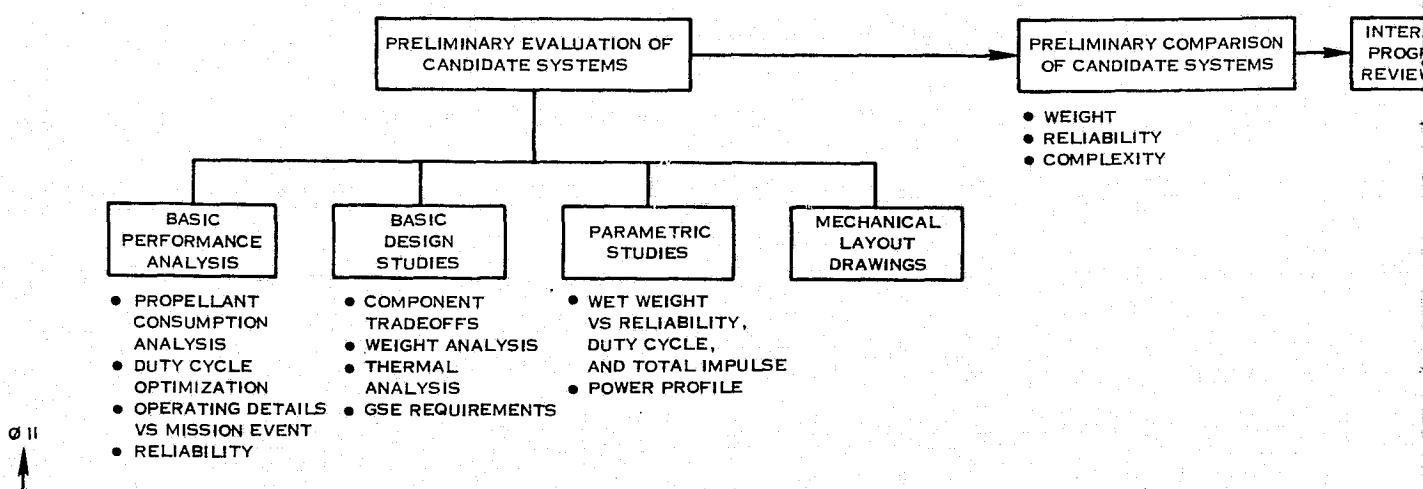 PRELIMINARY EVALUATION OF
CANDIDATE SYSTEMS
PRELIMINARY COMPARISON
OF CANDIDATE SYSTEMS
● WEIGHT
● RELIABILITY
● COMPLEXITY
BASIC
PERFORMANCE
ANALYSIS
● PROPELLANT
CONSUMPTION
ANALYSIS
● DUTY CYCLE
OPTIMIZATION
● OPERATING DETAILS
VS MISSION EVENT
● RELIABILITY
BASIC
DESIGN
STUDIES
● COMPONENT
TRADEOFFS
● WEIGHT ANALYSIS
● THERMAL
ANALYSIS
● GSE REQUIREMENTS
PARAMETRIC
STUDIES
● WET WEIGHT
VS RELIABILITY,
DUTY CYCLE,
AND TOTAL IMPULSE
● POWER PROFILE
MECHANICAL
LAYOUT
DRAWINGS
Ø II